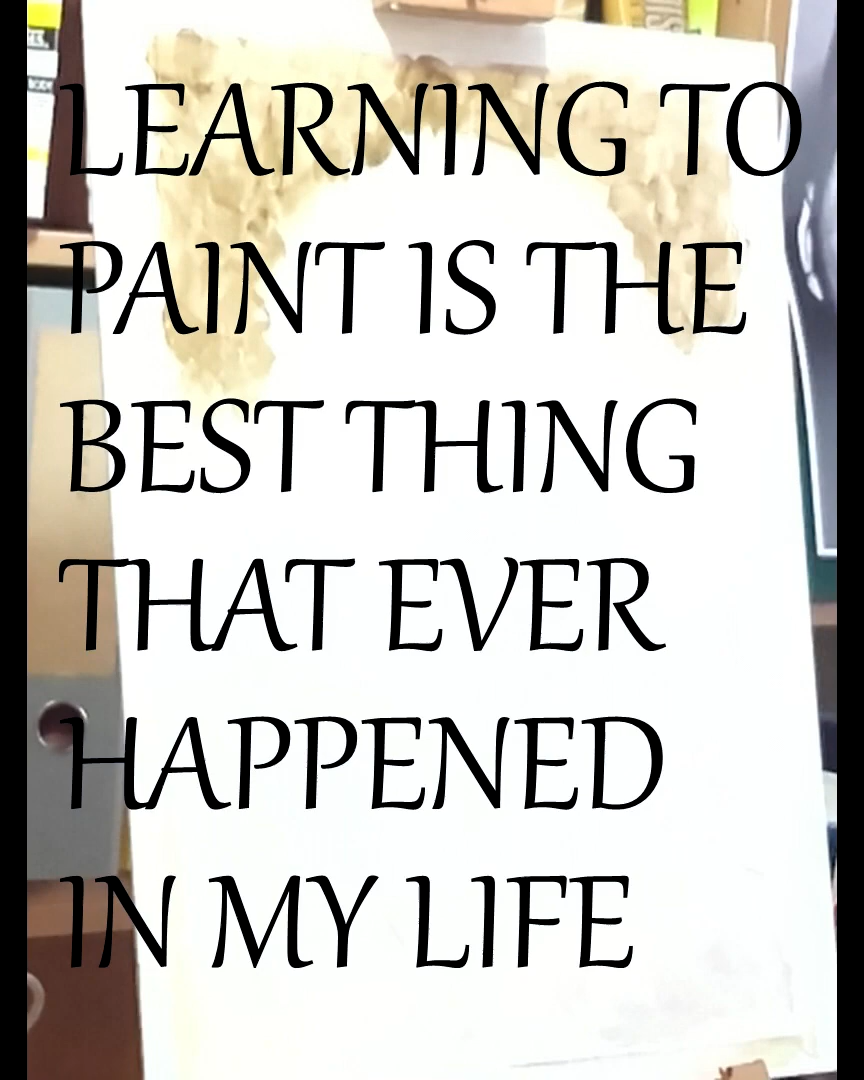 LEARNING TO
PAINT IS THE
BEST THING
THAT EVER
HAPPENED
IN MY LIFE